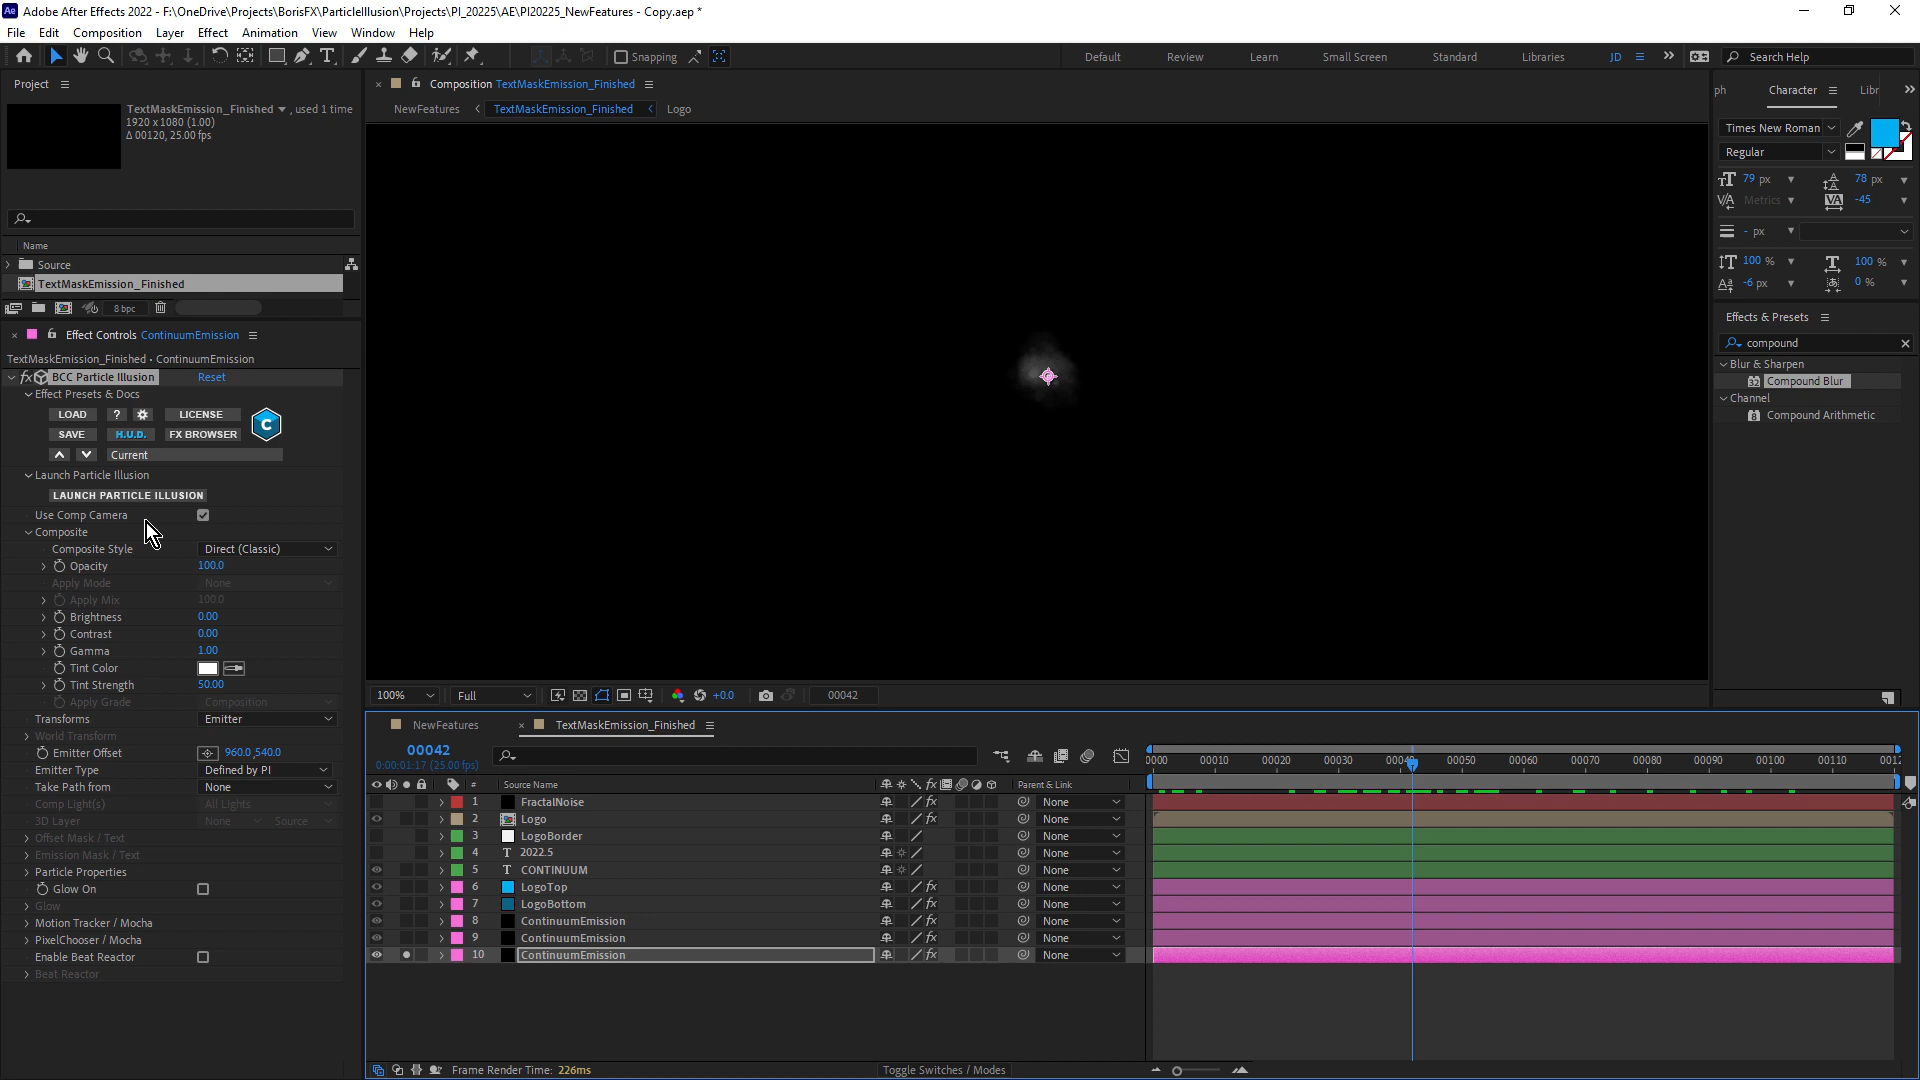 Adobe After Effects 2022 - F:\OneDrive\Projects\BorisFX\ParticleIllusion\Projects\PI_20225\AE\PI20225_NewFeatures - Copy.aep *
File Edit Composition Layer Effect Animation View Window Help
Snapping Default Review Learn Small Screen Standard Libraries JD Search Help
Project
TextMaskEmission_Finished , used 1 time
1920 x 1080 (1.00)
Δ 00120, 25.00 fps
Name
Source
TextMaskEmission_Finished
8 bpc
Effect Controls ContinuumEmission
TextMaskEmission_Finished • ContinuumEmission
fx BCC Particle Illusion Reset
Effect Presets & Docs
LOAD ? LICENSE
C
SAVE H.U.D. FX BROWSER
Current
Launch Particle Illusion
LAUNCH PARTICLE ILLUSION
Use Comp Camera
Composite
Composite Style Direct (Classic)
Opacity 100.0
Apply Mode None
Apply Mix 100.0
Brightness 0.00
Contrast 0.00
Gamma 1.00
Tint Color
Tint Strength 50.00
Apply Grade Composition
Transforms Emitter
World Transform
Emitter Offset 960.0,540.0
Emitter Type Defined by PI
Take Path from None
Comp Light(s) All Lights
3D Layer None Source
Offset Mask / Text
Emission Mask / Text
Particle Properties
Glow On
Glow
Motion Tracker / Mocha
PixelChooser / Mocha
Enable Beat Reactor
Beat Reactor
Composition TextMaskEmission_Finished
NewFeatures TextMaskEmission_Finished Logo
100% Full +0.0 00042
NewFeatures TextMaskEmission_Finished
00042
0:00:01:17 (25.00 fps)
0000 00010 00020 00030 00040 00050 00060 00070 00080 00090 00100 00110 0012
# Source Name fx Parent & Link
1 FractalNoise fx None
2 Logo fx None
3 LogoBorder None
4 T 2022.5 None
5 T CONTINUUM None
6 LogoTop fx None
7 LogoBottom fx None
8 ContinuumEmission fx None
9 ContinuumEmission fx None
10 ContinuumEmission fx None
Frame Render Time: 226ms Toggle Switches / Modes
ph Character Libr
Times New Roman
Regular
79 px 78 px
Metrics -45
- px
100 % 100 %
-6 px 0 %
Effects & Presets
compound
Blur & Sharpen
Compound Blur
Channel
Compound Arithmetic